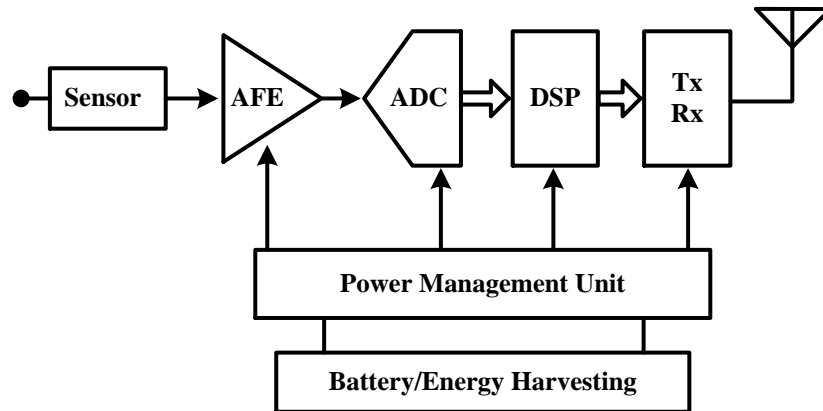 Sensor
AFE
ADC
DSP
Tx
Rx
Power Management Unit
Battery/Energy Harvesting